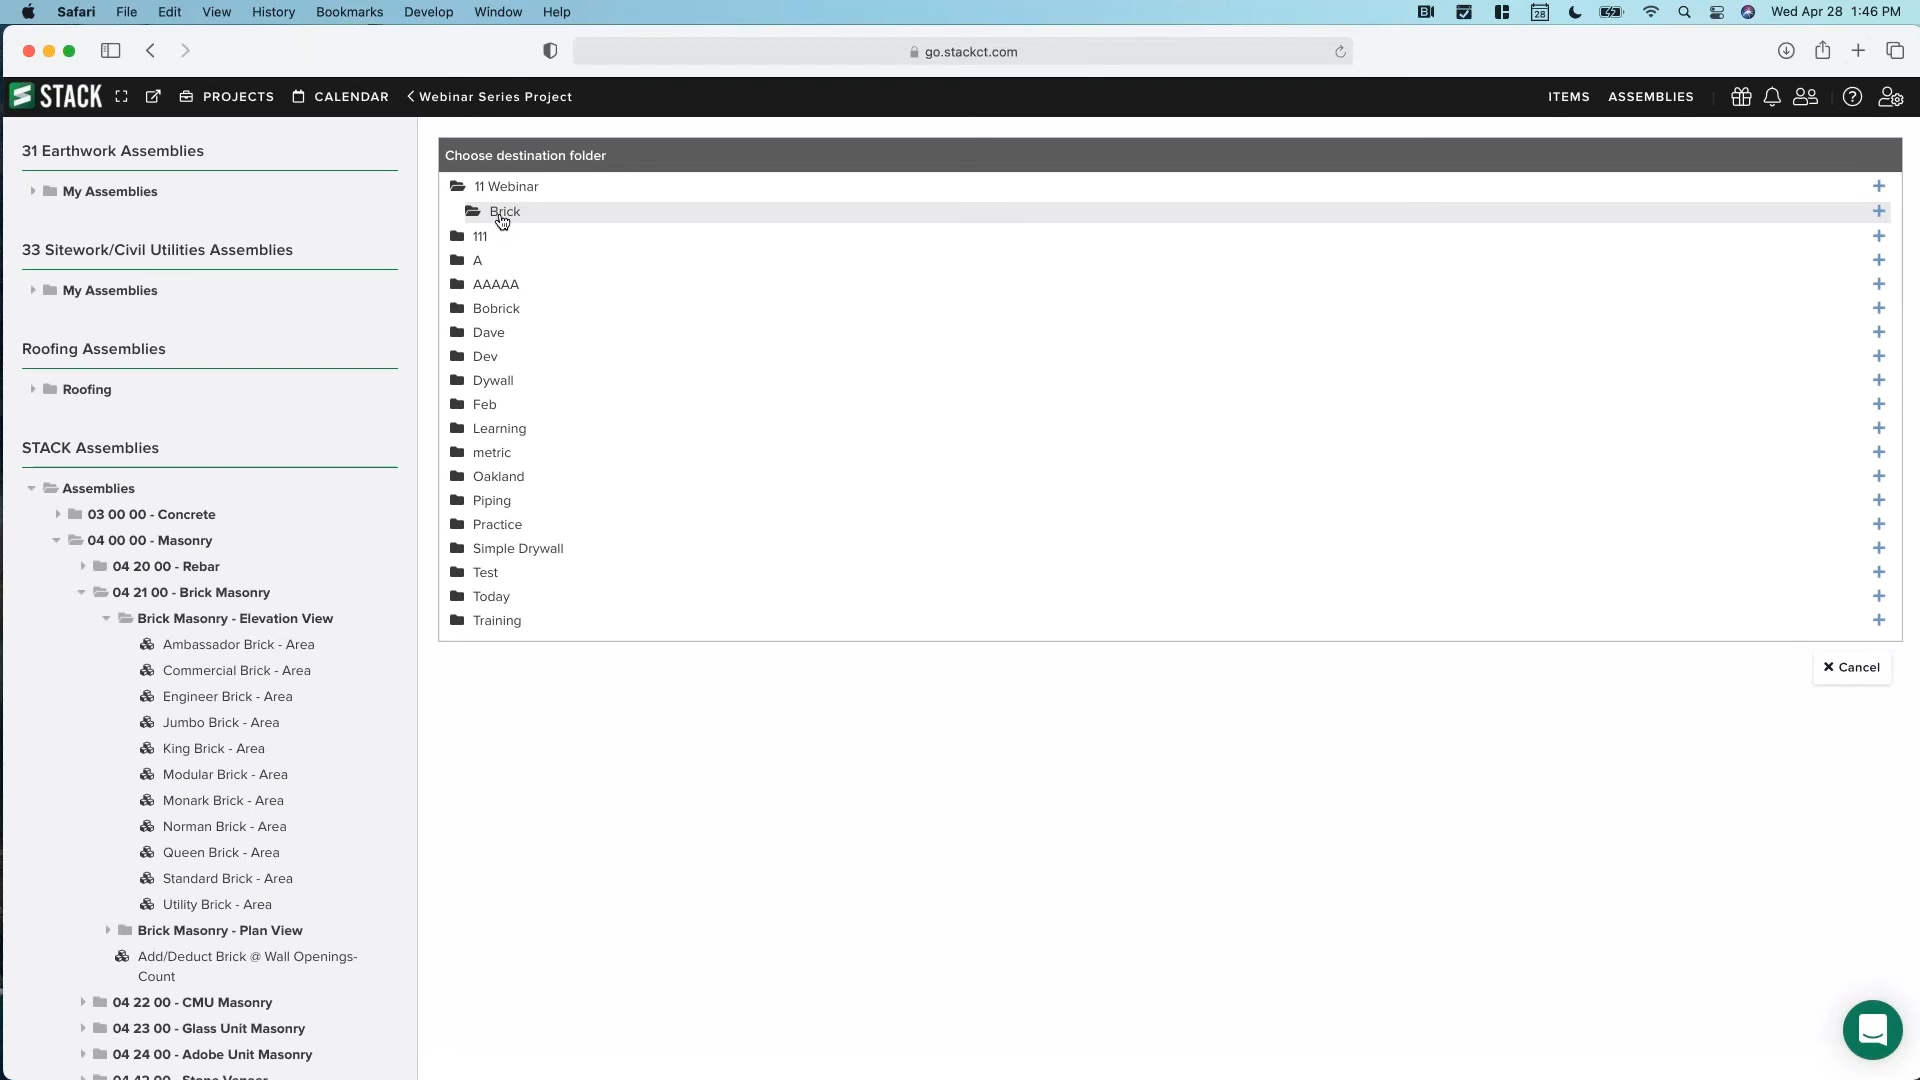 Safari File Edit View History Bookmarks Develop Window Help 28 Wed Apr 28 1:46 PM
go.stackct.com
STACK PROJECTS CALENDAR Webinar Series Project ITEMS ASSEMBLIES
31 Earthwork Assemblies
My Assemblies
33 Sitework/Civil Utilities Assemblies
My Assemblies
Roofing Assemblies
Roofing
STACK Assemblies
Assemblies
03 00 00 - Concrete
04 00 00 - Masonry
04 20 00 - Rebar
04 21 00 - Brick Masonry
Brick Masonry - Elevation View
Ambassador Brick - Area
Commercial Brick - Area
Engineer Brick - Area
Jumbo Brick - Area
King Brick - Area
Modular Brick - Area
Monark Brick - Area
Norman Brick - Area
Queen Brick - Area
Standard Brick - Area
Utility Brick - Area
Brick Masonry - Plan View
Add/Deduct Brick @ Wall Openings-
Count
04 22 00 - CMU Masonry
04 23 00 - Glass Unit Masonry
04 24 00 - Adobe Unit Masonry
Choose destination folder
11 Webinar
Brick
111
A
AAAAA
Bobrick
Dave
Dev
Dywall
Feb
Learning
metric
Oakland
Piping
Practice
Simple Drywall
Test
Today
Training
Cancel